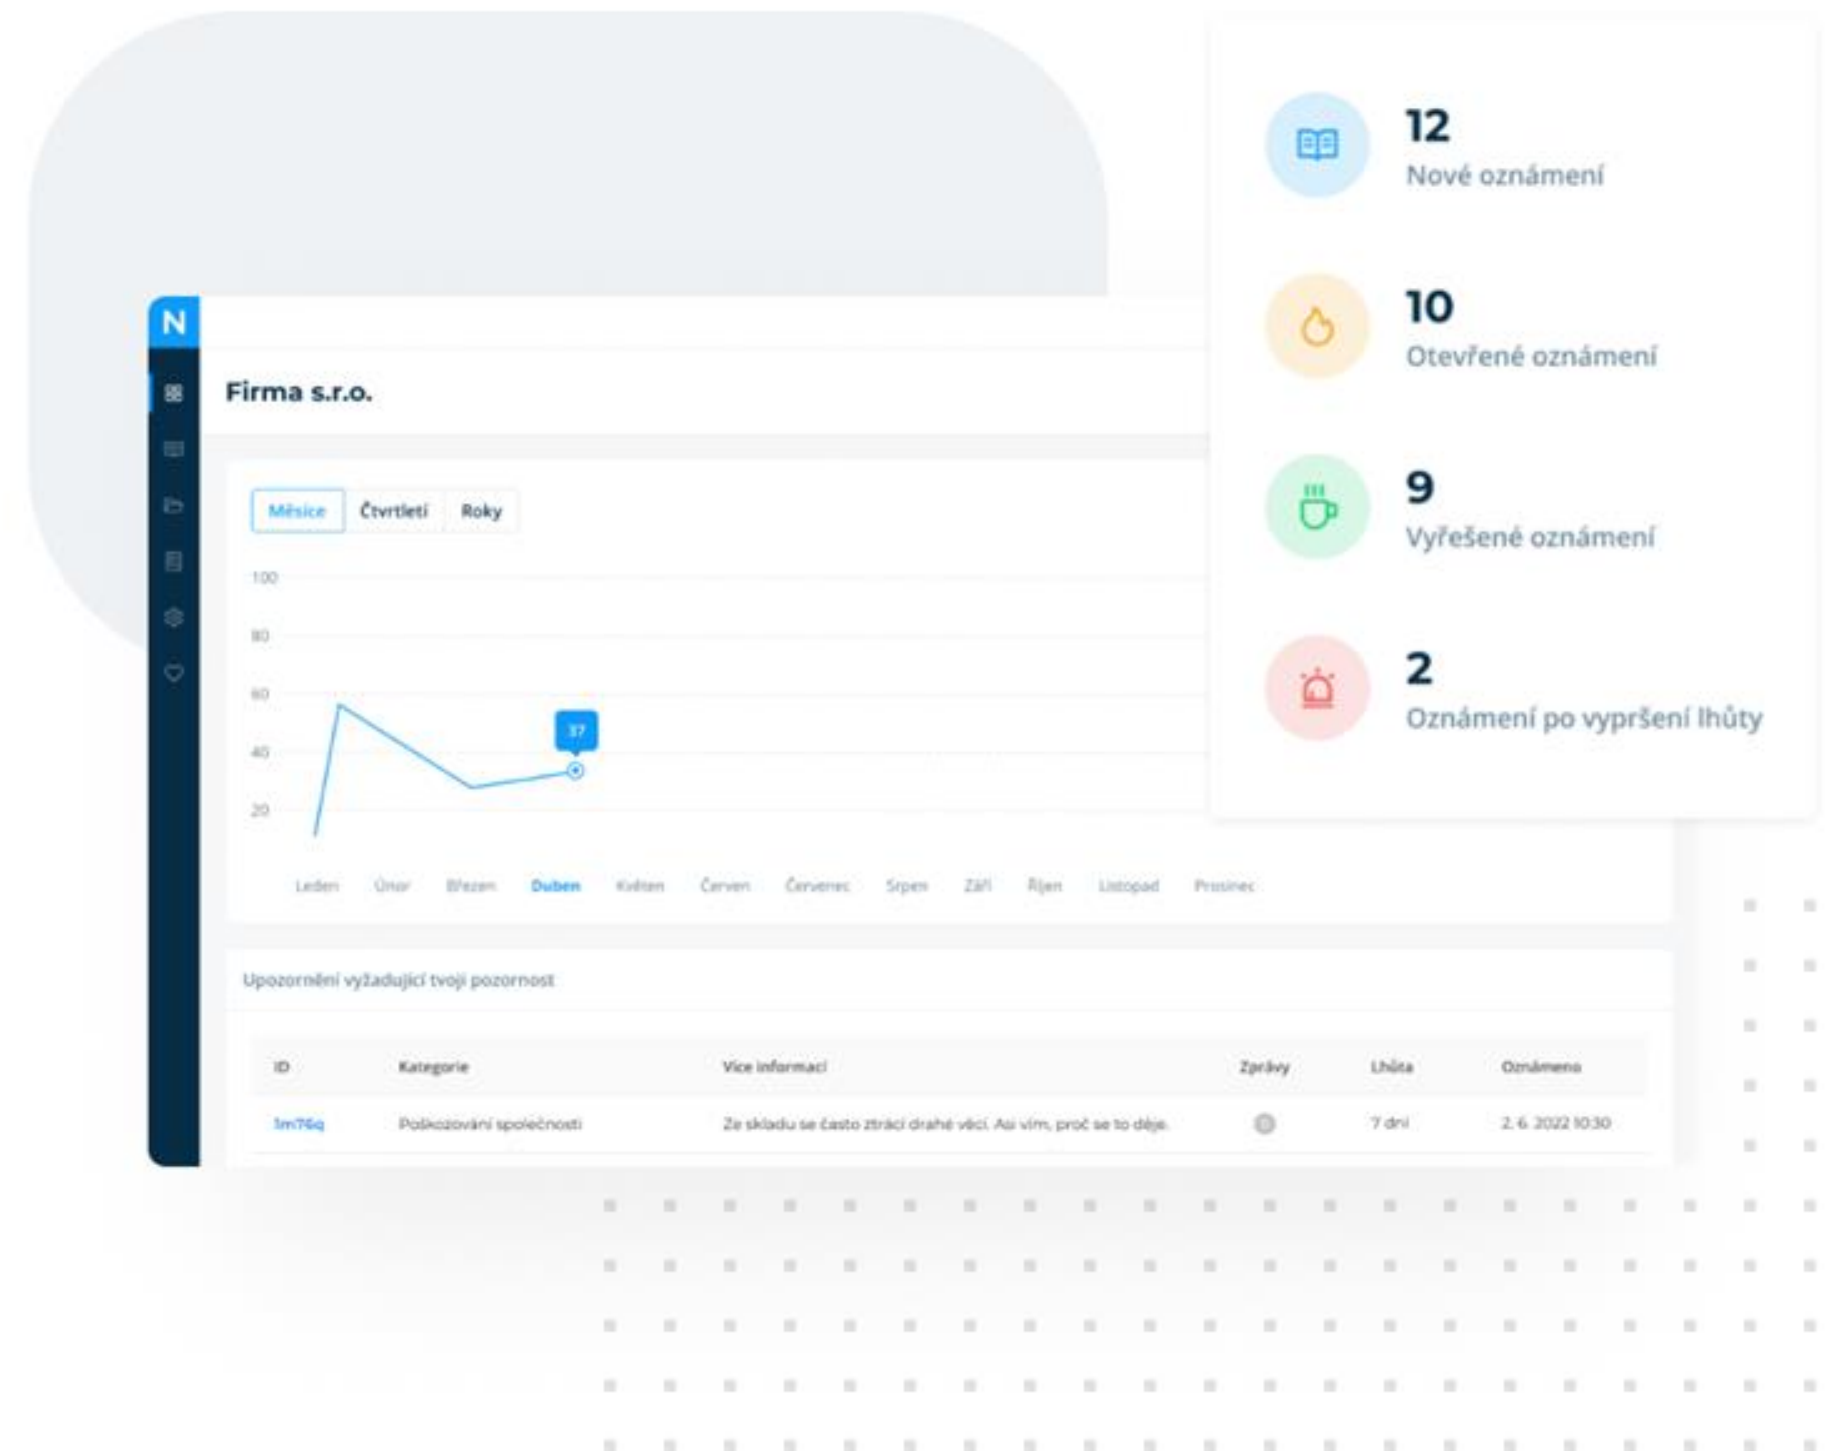 12
Nové oznámení
10
Otevřené oznámení
9
Vyřešené oznámení
2
Oznámení po vypršení lhůty
N
Firma s.r.o.
Měsíce Čtvrtletí Roky
100
80
60
40
20
37
Leden Únor Březen Duben Květen Červen Červenec Srpen Září Říjen Listopad Prosinec
Upozornění vyžadující tvoji pozornost
ID Kategorie Více informací Zprávy Lhůta Oznámeno
1m76q Poškozování společnosti Ze skladu se často ztrácí drahé věci. Asi vím, proč se to děje. 7 dní 2. 6. 2022 10:30